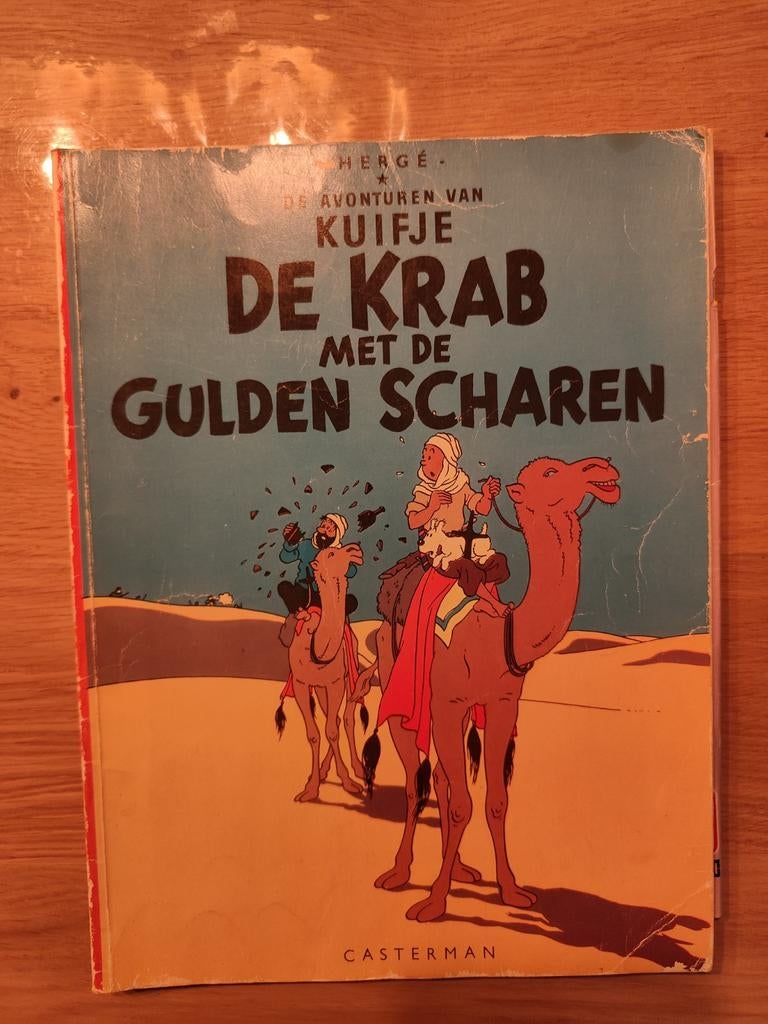 - HERGÉ -
DE AVONTUREN VAN
KUIFJE
DE KRAB
MET DE
GULDEN SCHAREN
CASTERMAN